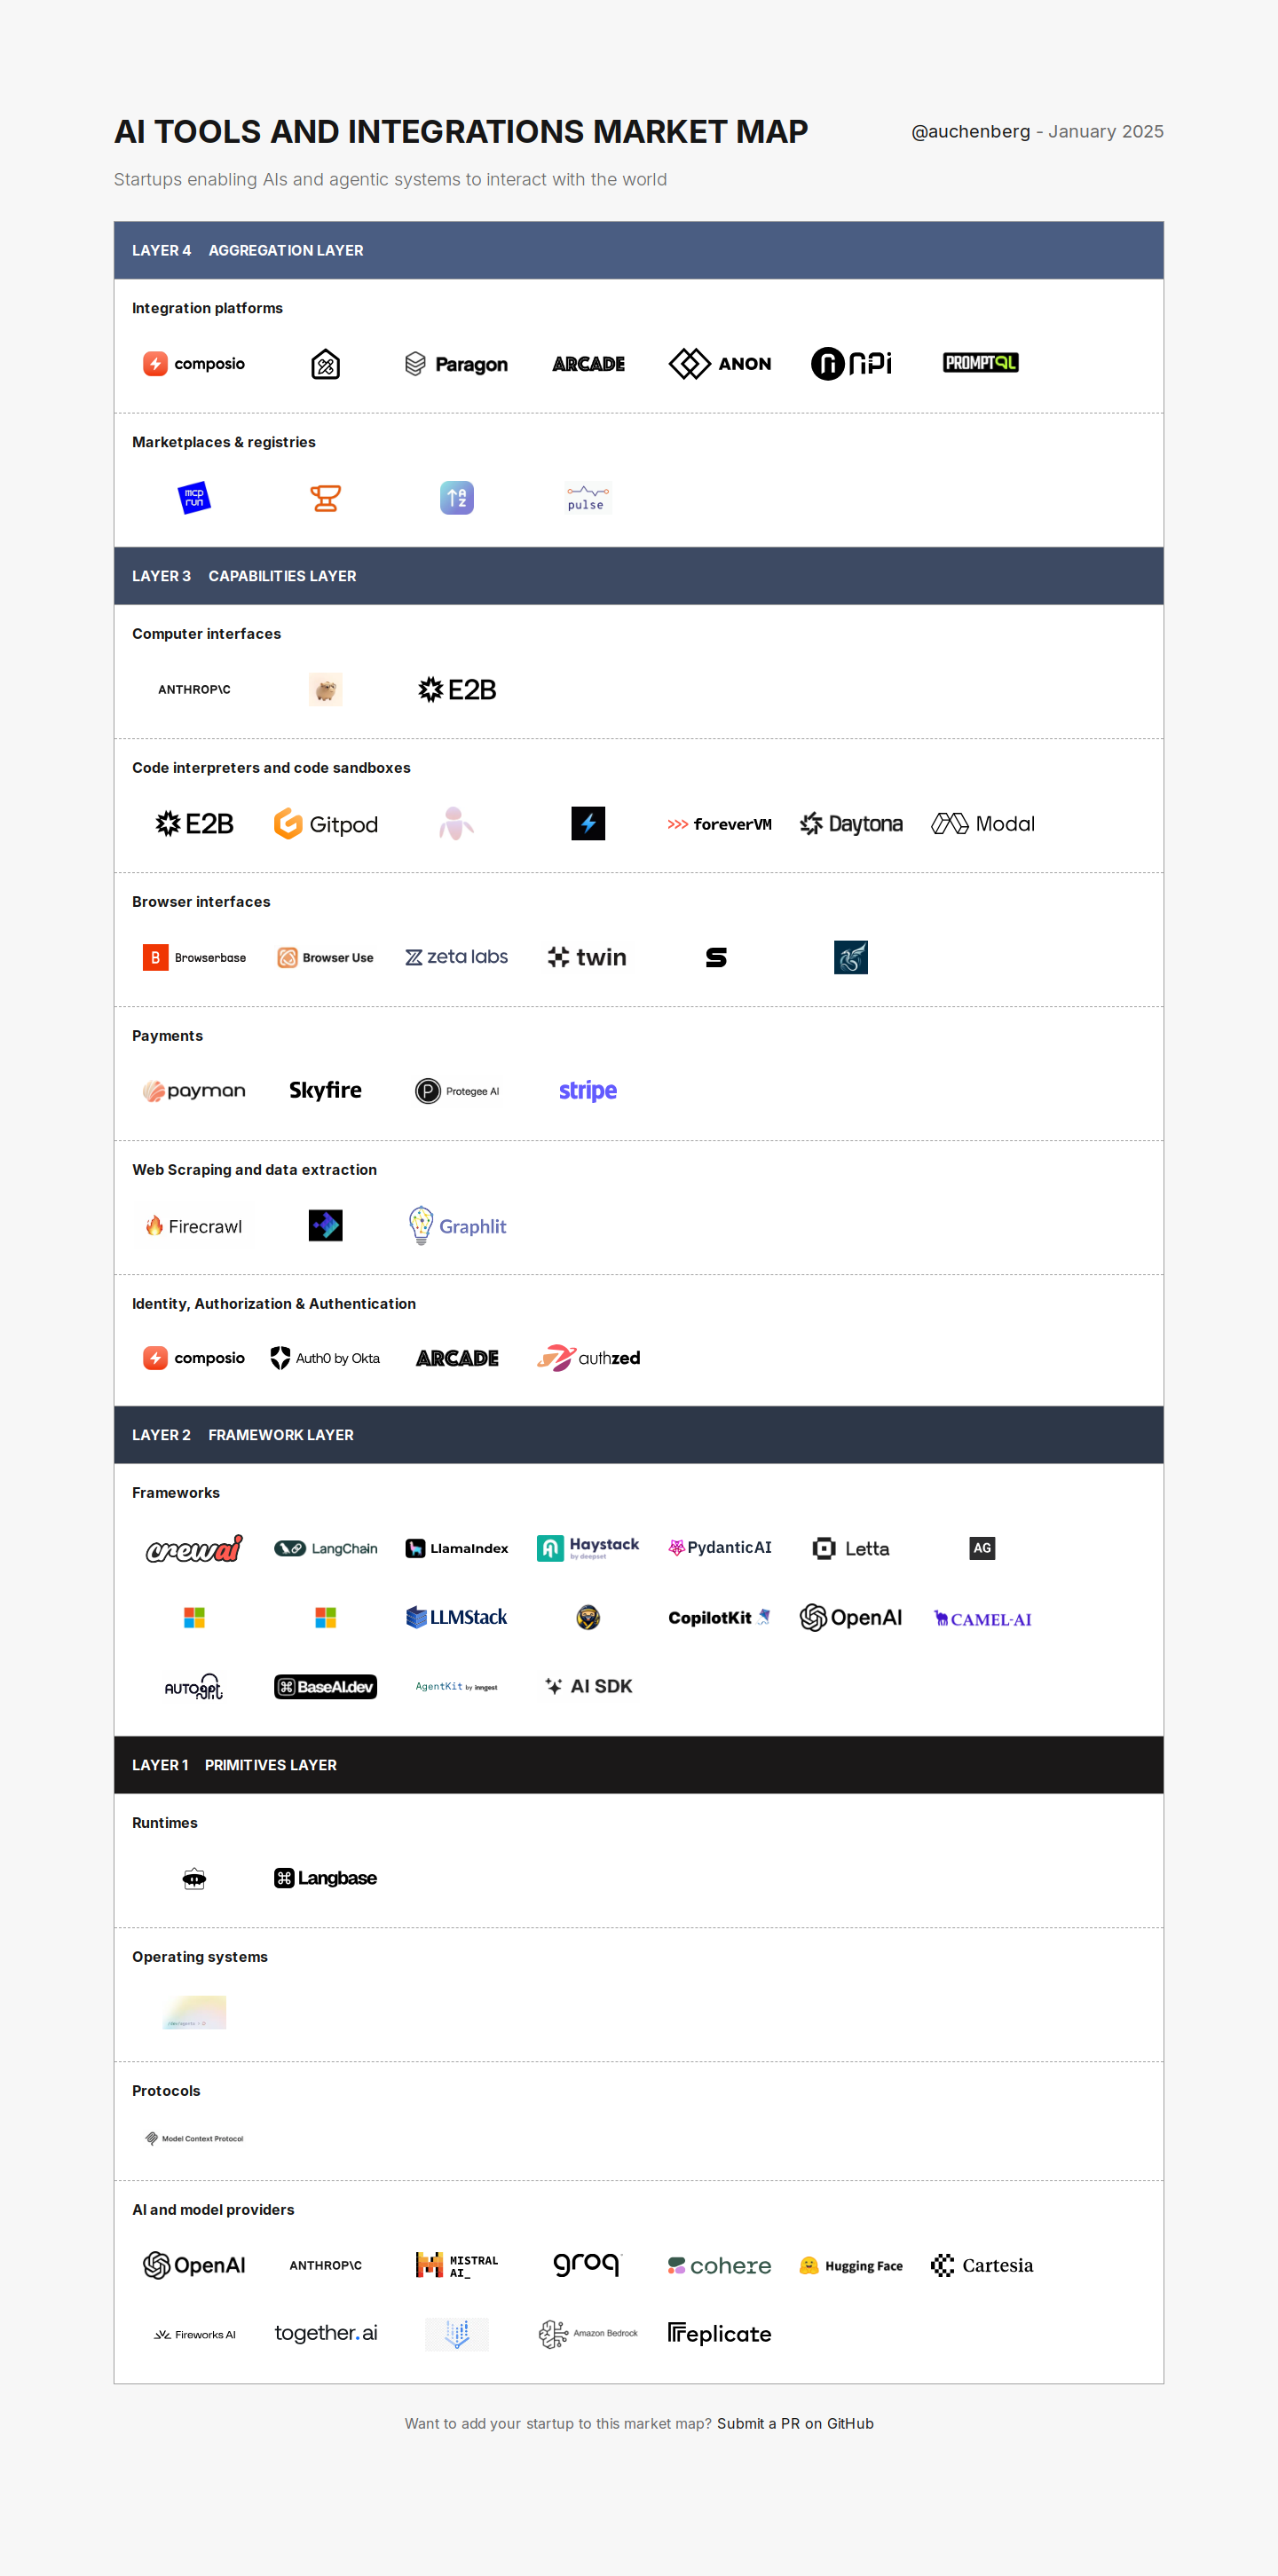 AI TOOLS AND INTEGRATIONS MARKET MAP
@auchenberg - January 2025
Startups enabling AIs and agentic systems to interact with the world
LAYER 4 AGGREGATION LAYER
Integration platforms
composio Paragon ARCADE ANON nPi PROMPTQL
Marketplaces & registries
mcp
run
A
Z
pulse
LAYER 3 CAPABILITIES LAYER
Computer interfaces
ANTHROP\C E2B
Code interpreters and code sandboxes
E2B Gitpod >>> foreverVM Daytona Modal
Browser interfaces
B Browserbase Browser Use zeta labs twin S
Payments
payman Skyfire P Protegee AI stripe
Web Scraping and data extraction
Firecrawl Graphlit
Identity, Authorization & Authentication
composio Auth0 by Okta ARCADE authzed
LAYER 2 FRAMEWORK LAYER
Frameworks
crewai LangChain LlamaIndex Haystack by deepset PydanticAI Letta AG
LLMStack CopilotKit OpenAI CAMEL-AI
AUTOGPT BaseAI.dev AgentKit by inngest AI SDK
LAYER 1 PRIMITIVES LAYER
Runtimes
Langbase
Operating systems
Protocols
Model Context Protocol
AI and model providers
OpenAI ANTHROP\C MISTRAL AI_ groq cohere Hugging Face Cartesia
Fireworks AI together.ai Amazon Bedrock replicate
Want to add your startup to this market map? Submit a PR on GitHub